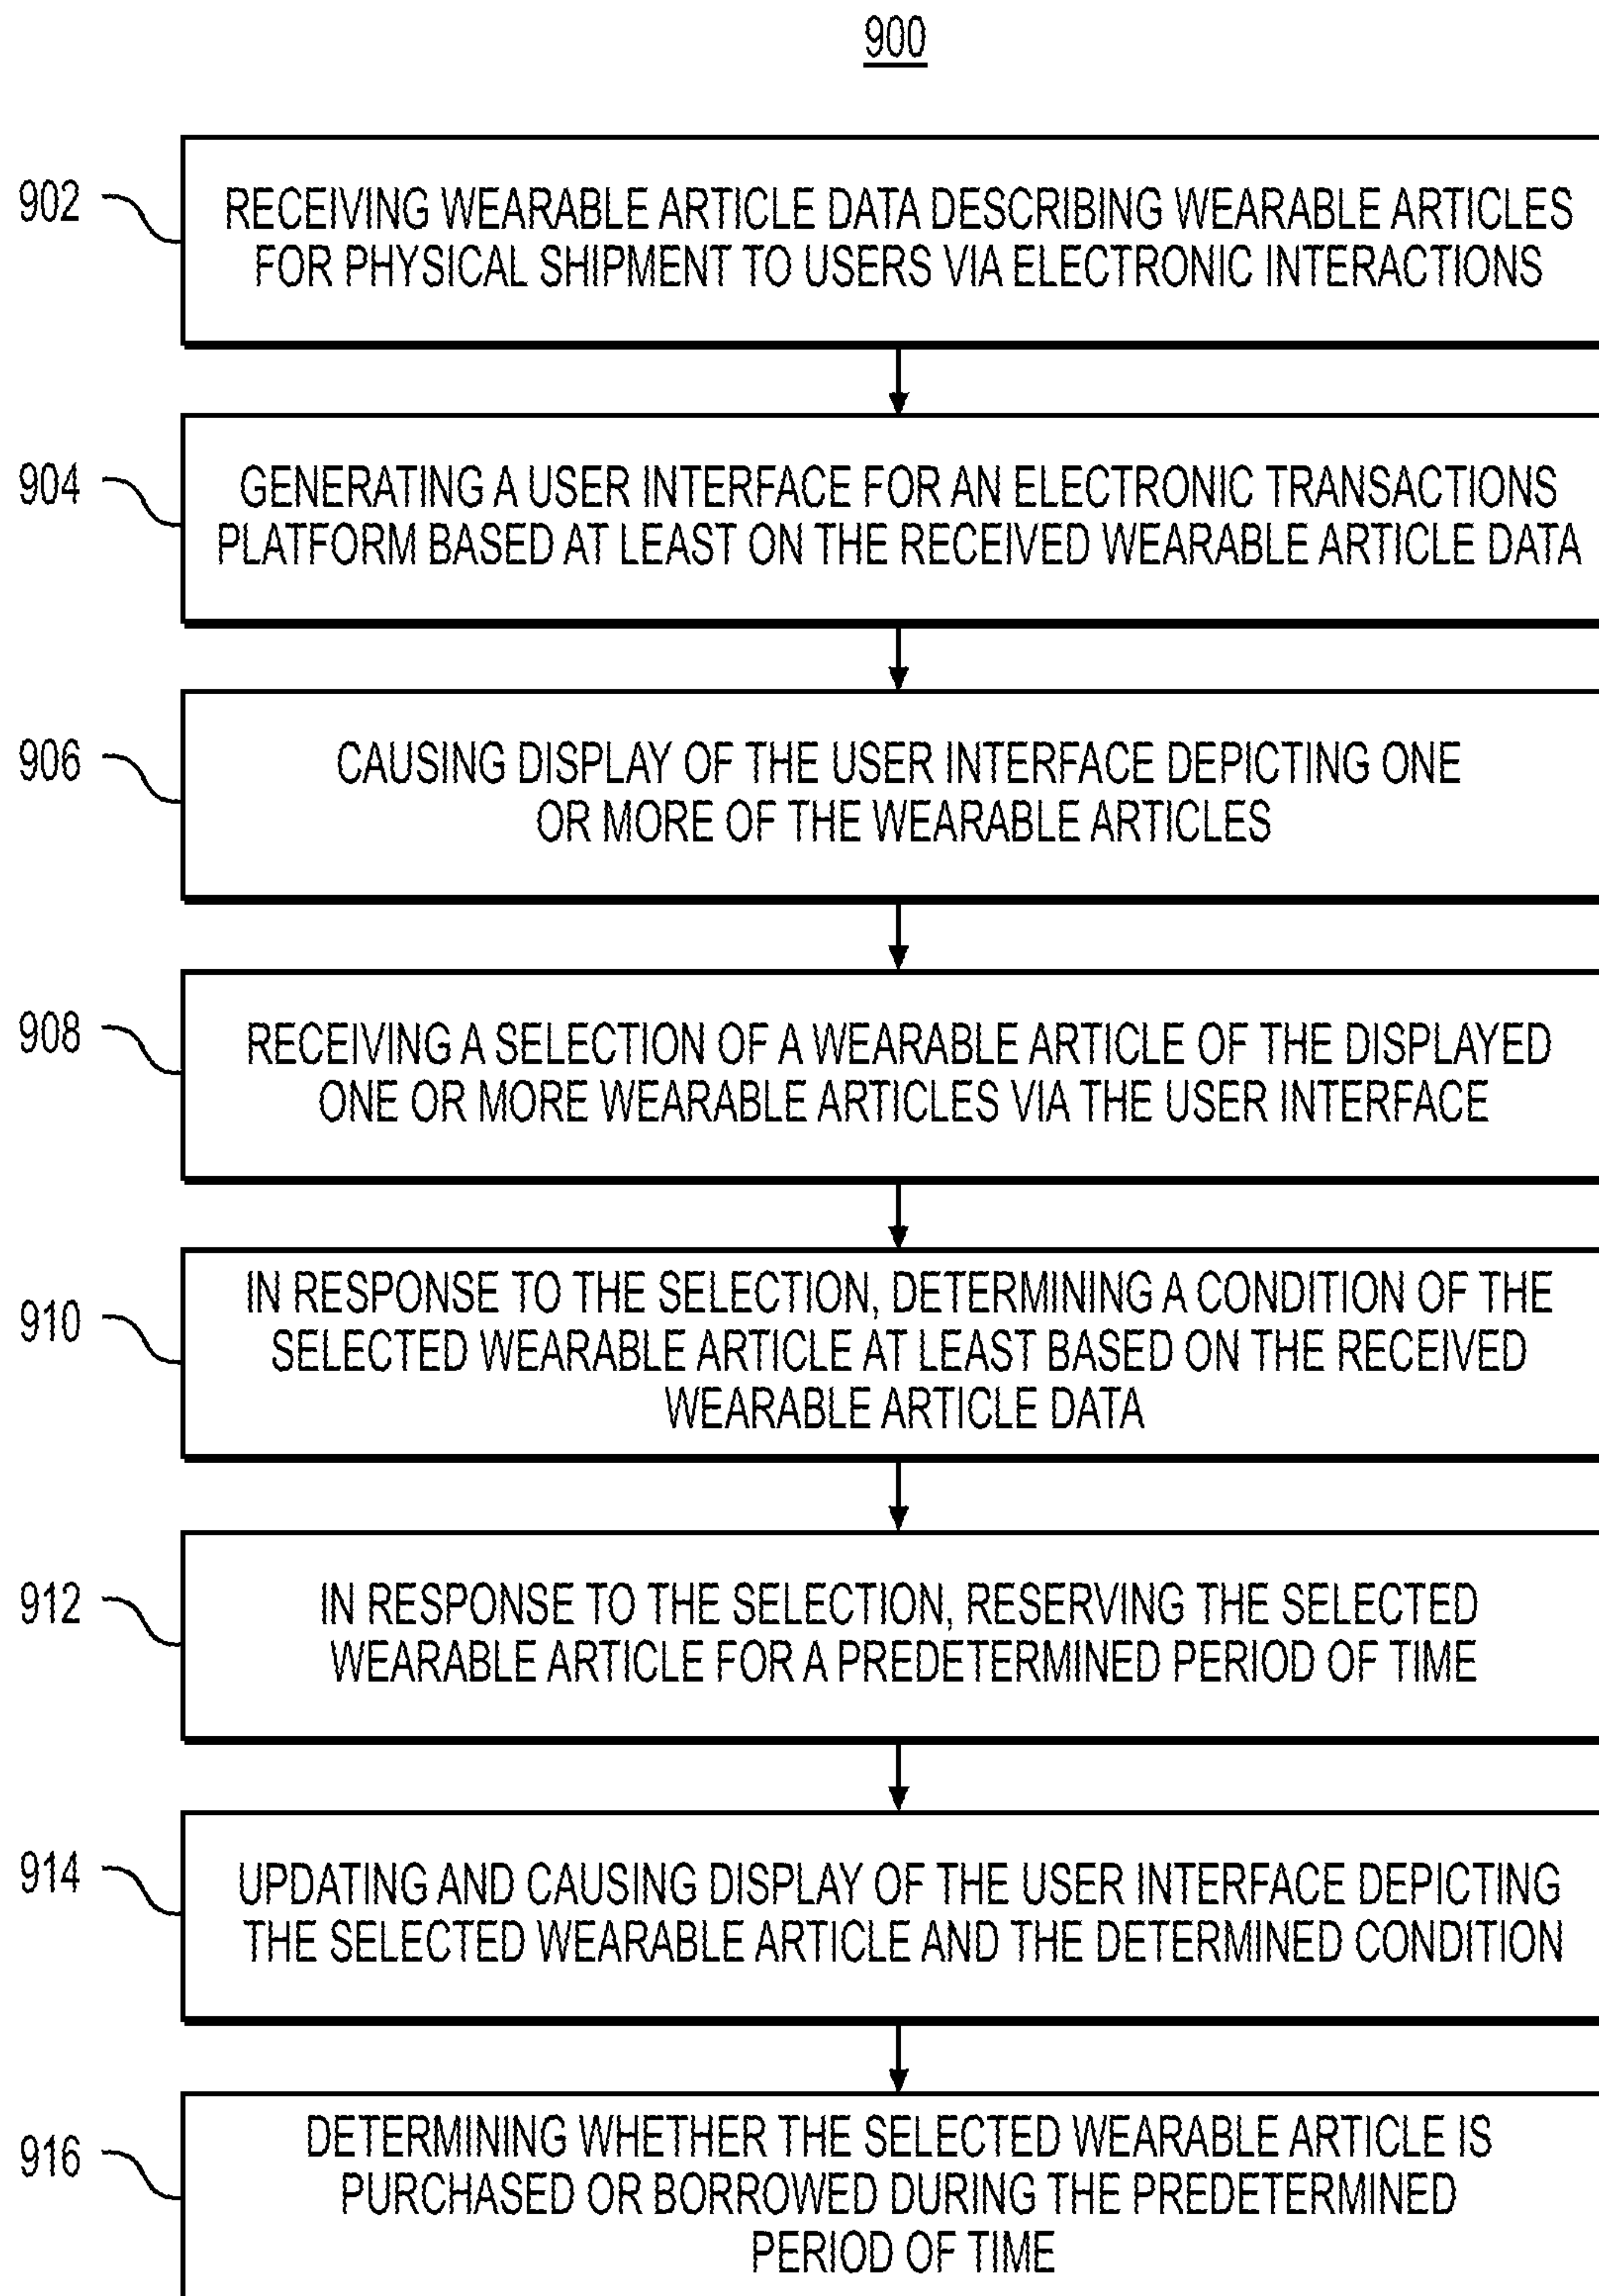 900
902
RECEIVING WEARABLE ARTICLE DATA DESCRIBING WEARABLE ARTICLES
FOR PHYSICAL SHIPMENT TO USERS VIA ELECTRONIC INTERACTIONS
904
GENERATING A USER INTERFACE FOR AN ELECTRONIC TRANSACTIONS
PLATFORM BASED AT LEAST ON THE RECEIVED WEARABLE ARTICLE DATA
906
CAUSING DISPLAY OF THE USER INTERFACE DEPICTING ONE
OR MORE OF THE WEARABLE ARTICLES
908
RECEIVING A SELECTION OF A WEARABLE ARTICLE OF THE DISPLAYED
ONE OR MORE WEARABLE ARTICLES VIA THE USER INTERFACE
910
IN RESPONSE TO THE SELECTION, DETERMINING A CONDITION OF THE
SELECTED WEARABLE ARTICLE AT LEAST BASED ON THE RECEIVED
WEARABLE ARTICLE DATA
912
IN RESPONSE TO THE SELECTION, RESERVING THE SELECTED
WEARABLE ARTICLE FOR A PREDETERMINED PERIOD OF TIME
914
UPDATING AND CAUSING DISPLAY OF THE USER INTERFACE DEPICTING
THE SELECTED WEARABLE ARTICLE AND THE DETERMINED CONDITION
916
DETERMINING WHETHER THE SELECTED WEARABLE ARTICLE IS
PURCHASED OR BORROWED DURING THE PREDETERMINED
PERIOD OF TIME